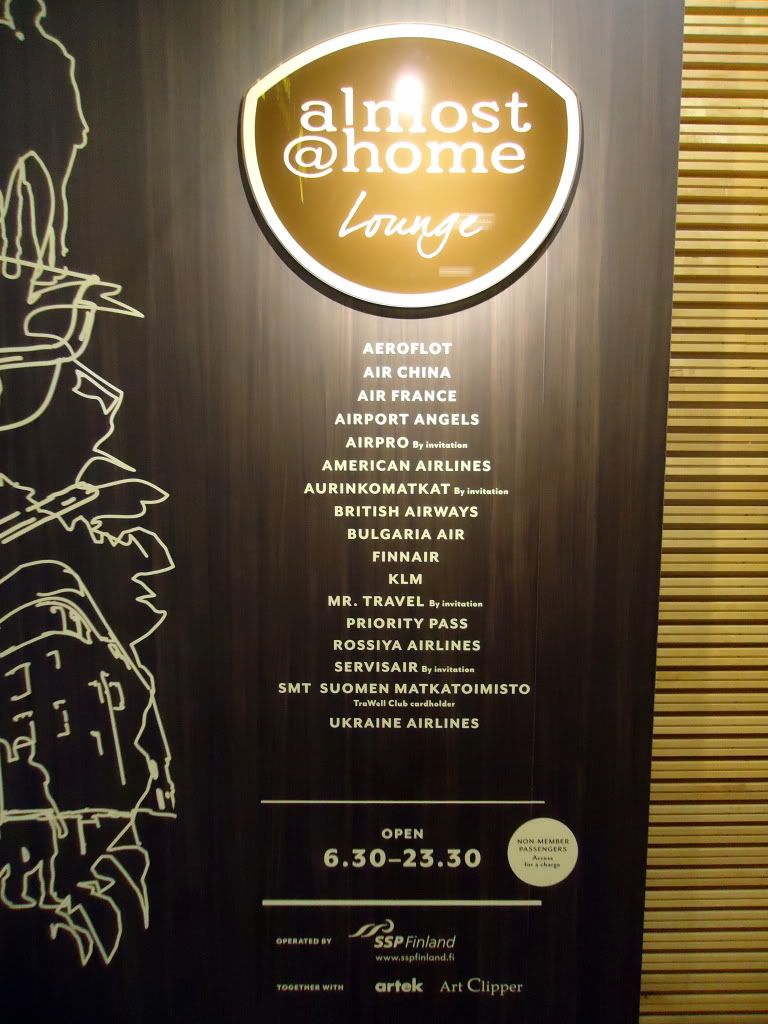 almost
@home
Lounge
AEROFLOT
AIR CHINA
AIR FRANCE
AIRPORT ANGELS
AIRPRO By invitation
AMERICAN AIRLINES
AURINKOMATKAT By invitation
BRITISH AIRWAYS
BULGARIA AIR
FINNAIR
KLM
MR. TRAVEL By invitation
PRIORITY PASS
ROSSIYA AIRLINES
SERVISAIR By invitation
SMT SUOMEN MATKATOIMISTO
TraWell Club cardholder
UKRAINE AIRLINES
OPEN
6.30–23.30
NON MEMBER
PASSENGERS
Access
for a charge
OPERATED BY SSP Finland
www.sspfinland.fi
TOGETHER WITH artek Art Clipper